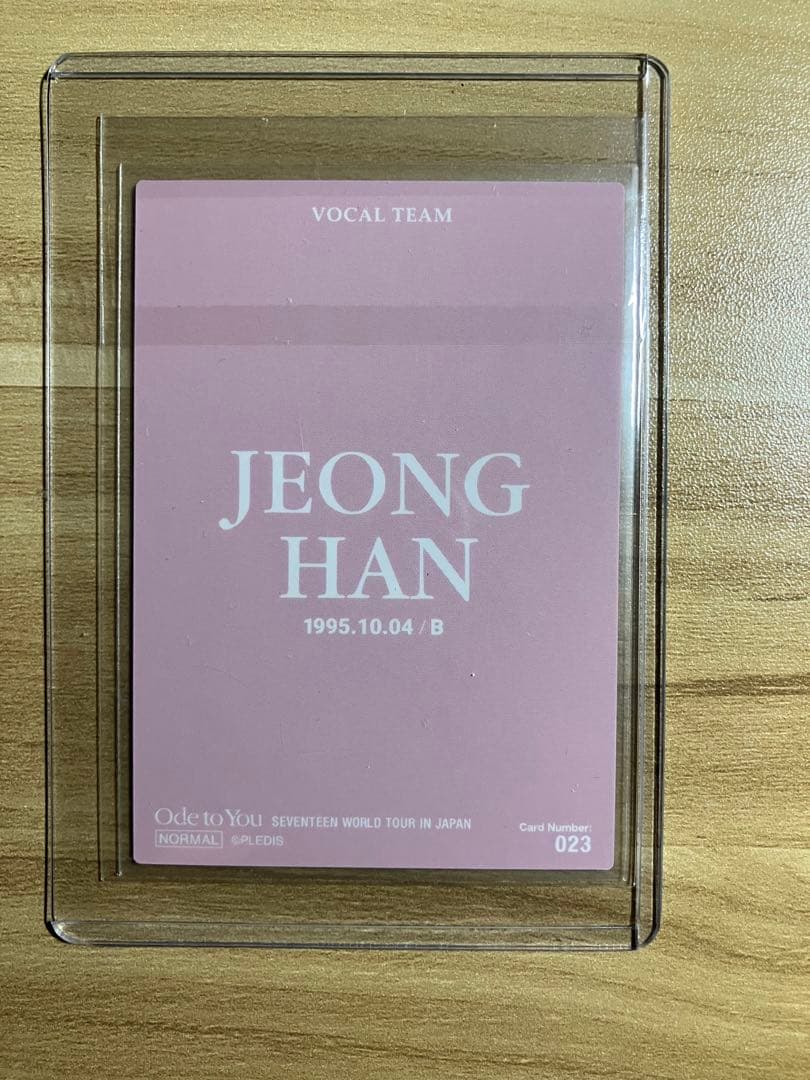 VOCAL TEAM
JEONG
HAN
1995.10.04 / B
Ode to You SEVENTEEN WORLD TOUR IN JAPAN
NORMAL ©PLEDIS
Card Number:
023